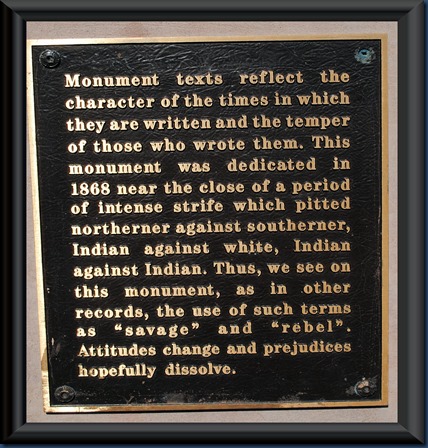 Monument texts reflect the
character of the times in which
they are written and the temper
of those who wrote them. This
monument was dedicated in
1868 near the close of a period
of intense strife which pitted
northerner against southerner,
Indian against white, Indian
against Indian. Thus, we see on
this monument, as in other
records, the use of such terms
as "savage" and "rebel".
Attitudes change and prejudices
hopefully dissolve.